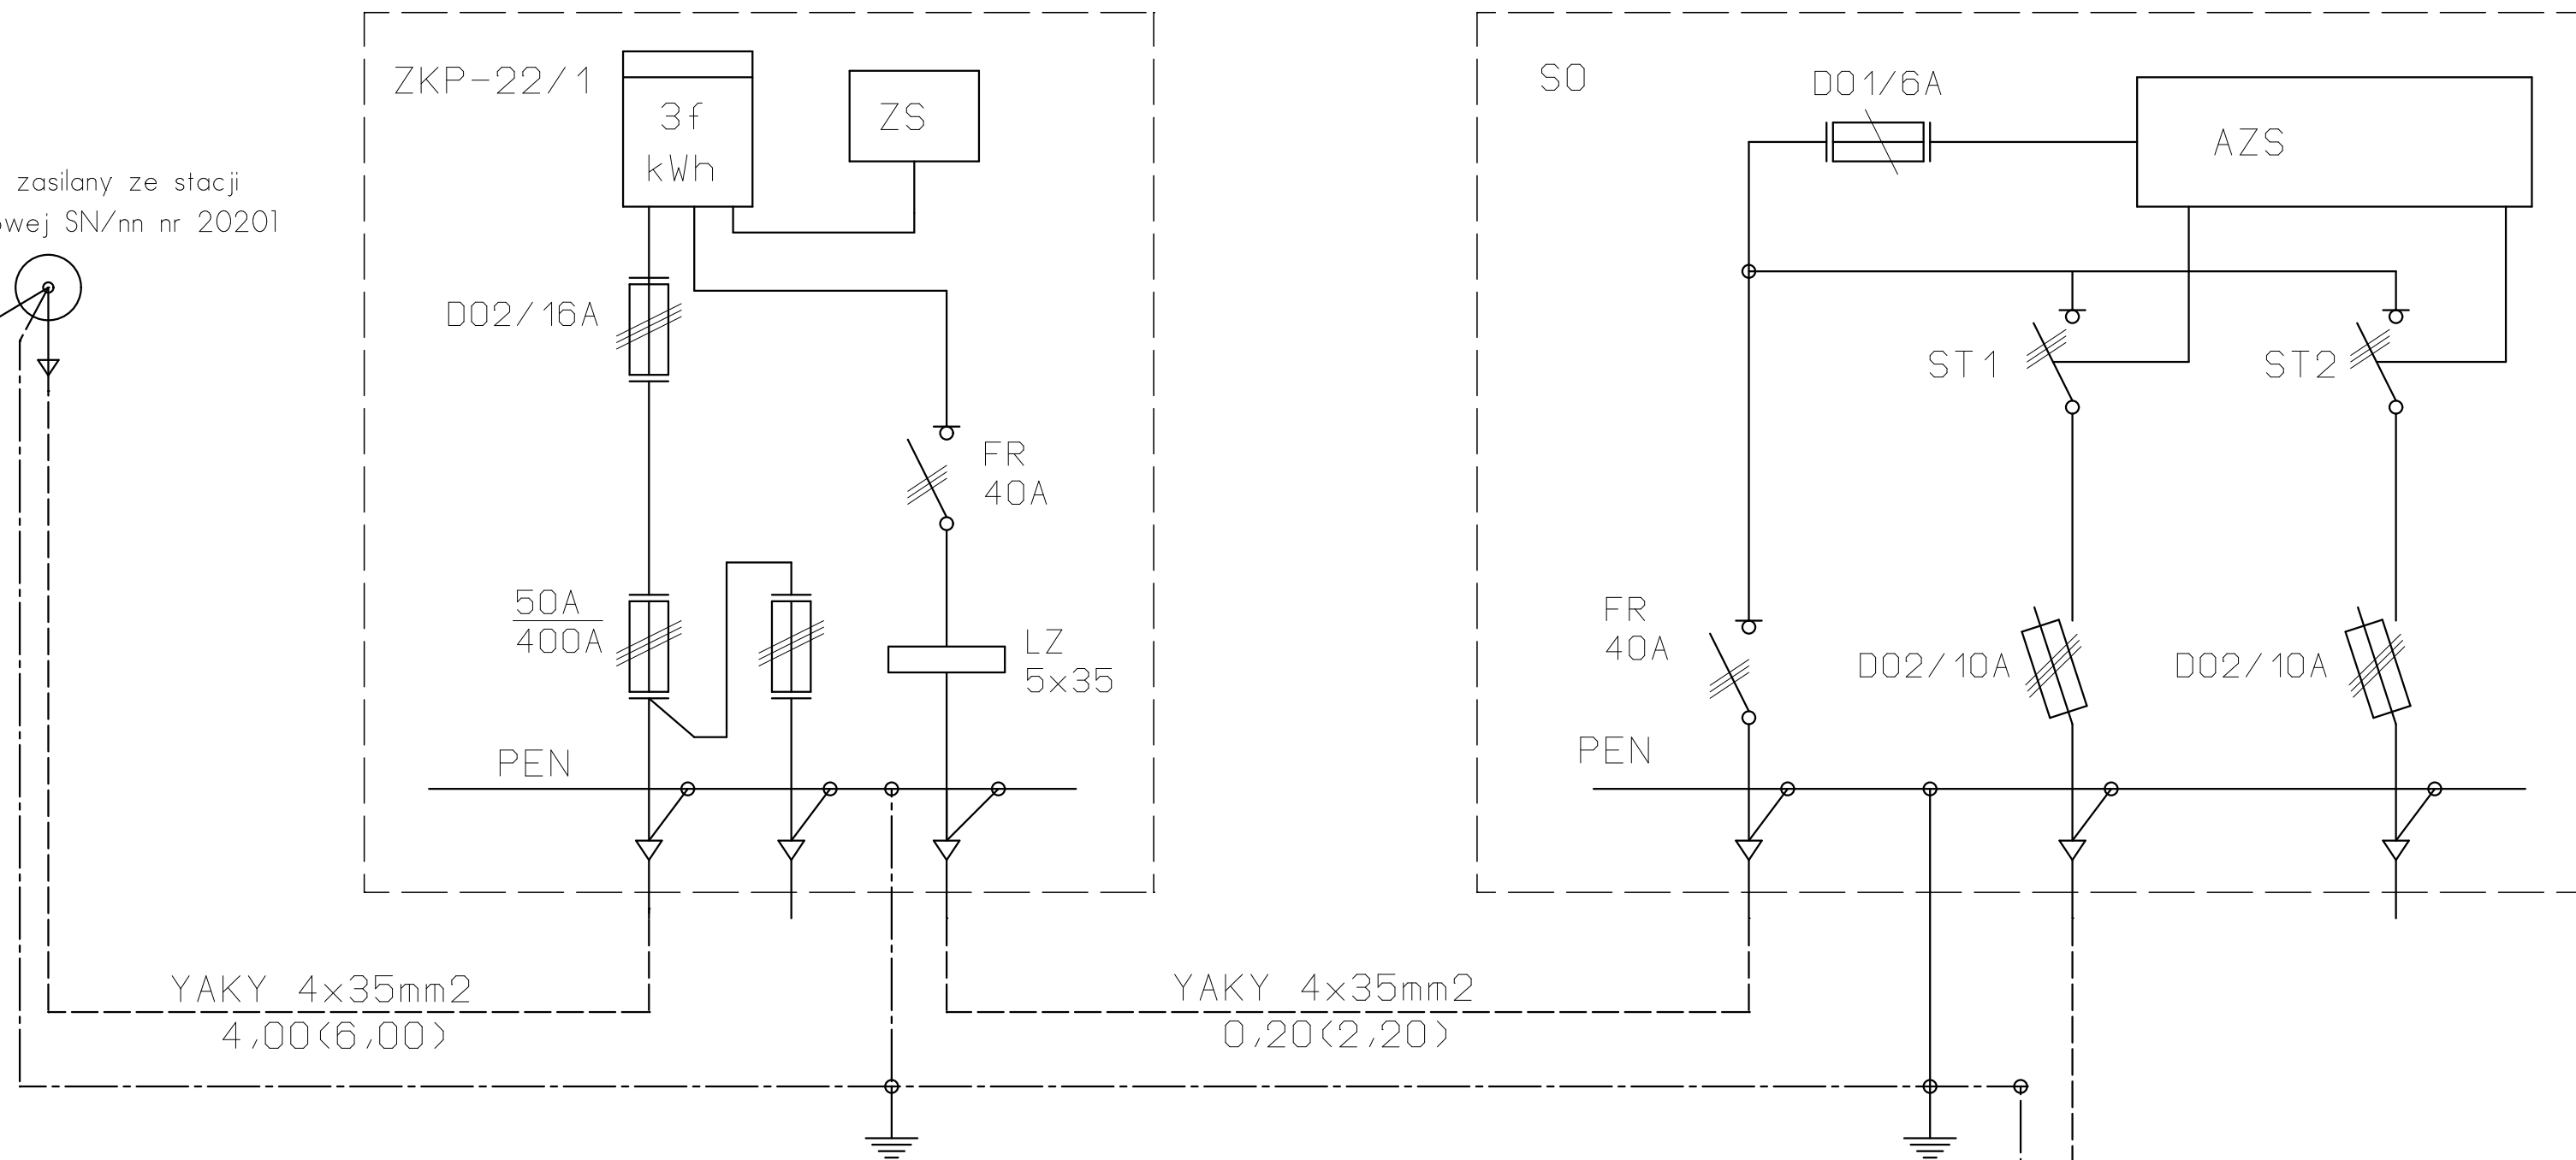 zasilany ze stacji
owej SN/nn nr 20201
ZKP-22/1
3f
kWh
ZS
D02/16A
FR
40A
50A
400A
LZ
5x35
PEN
YAKY 4x35mm2
4,00(6,00)
YAKY 4x35mm2
0,20(2,20)
SO
D01/6A
AZS
ST1
ST2
FR
40A
D02/10A
D02/10A
PEN